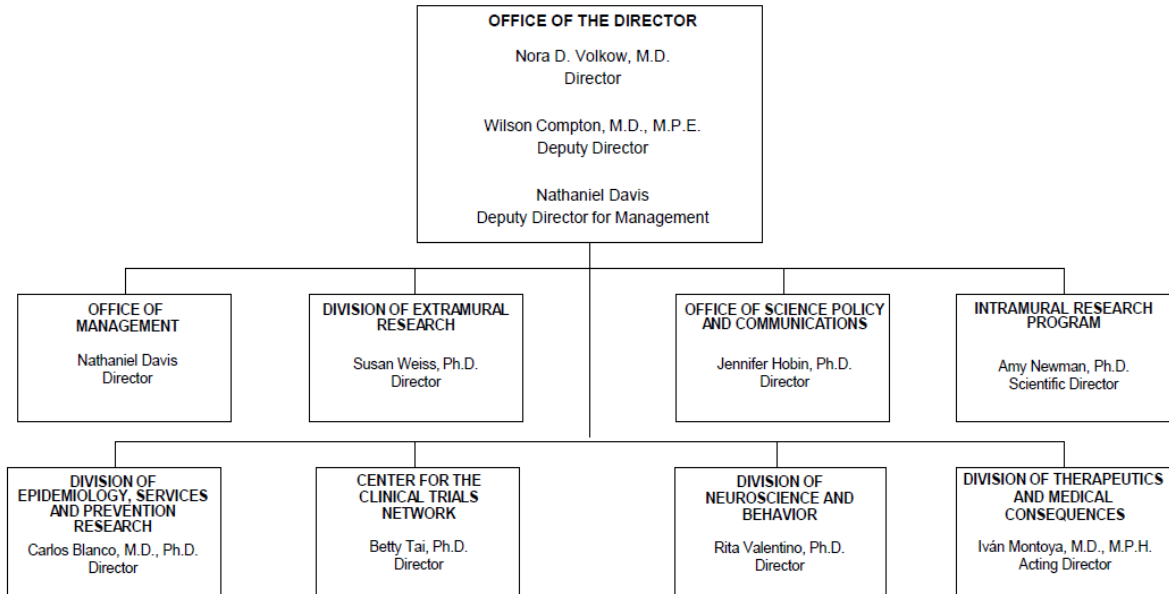 OFFICE OF THE DIRECTOR
Nora D. Volkow, M.D.
Director
Wilson Compton, M.D., M.P.E.
Deputy Director
Nathaniel Davis
Deputy Director for Management
OFFICE OF
MANAGEMENT
Nathaniel Davis
Director
DIVISION OF EXTRAMURAL
RESEARCH
Susan Weiss, Ph.D.
Director
OFFICE OF SCIENCE POLICY
AND COMMUNICATIONS
Jennifer Hobin, Ph.D.
Director
INTRAMURAL RESEARCH
PROGRAM
Amy Newman, Ph.D.
Scientific Director
DIVISION OF
EPIDEMIOLOGY, SERVICES
AND PREVENTION
RESEARCH
Carlos Blanco, M.D., Ph.D.
Director
CENTER FOR THE
CLINICAL TRIALS
NETWORK
Betty Tai, Ph.D.
Director
DIVISION OF
NEUROSCIENCE AND
BEHAVIOR
Rita Valentino, Ph.D.
Director
DIVISION OF THERAPEUTICS
AND MEDICAL
CONSEQUENCES
Iván Montoya, M.D., M.P.H.
Acting Director